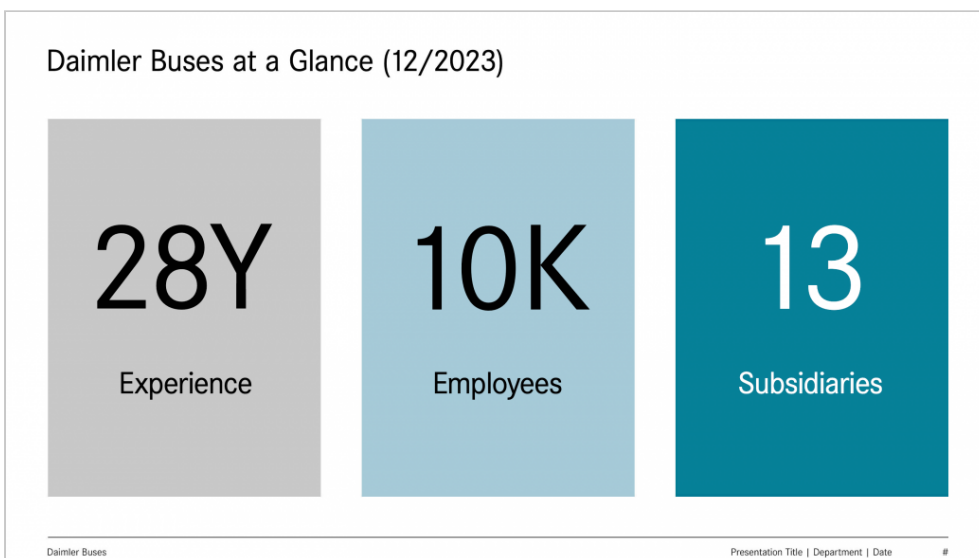 Daimler Buses at a Glance (12/2023)
28Y
Experience
10K
Employees
13
Subsidiaries
Daimler Buses
Presentation Title | Department | Date
#